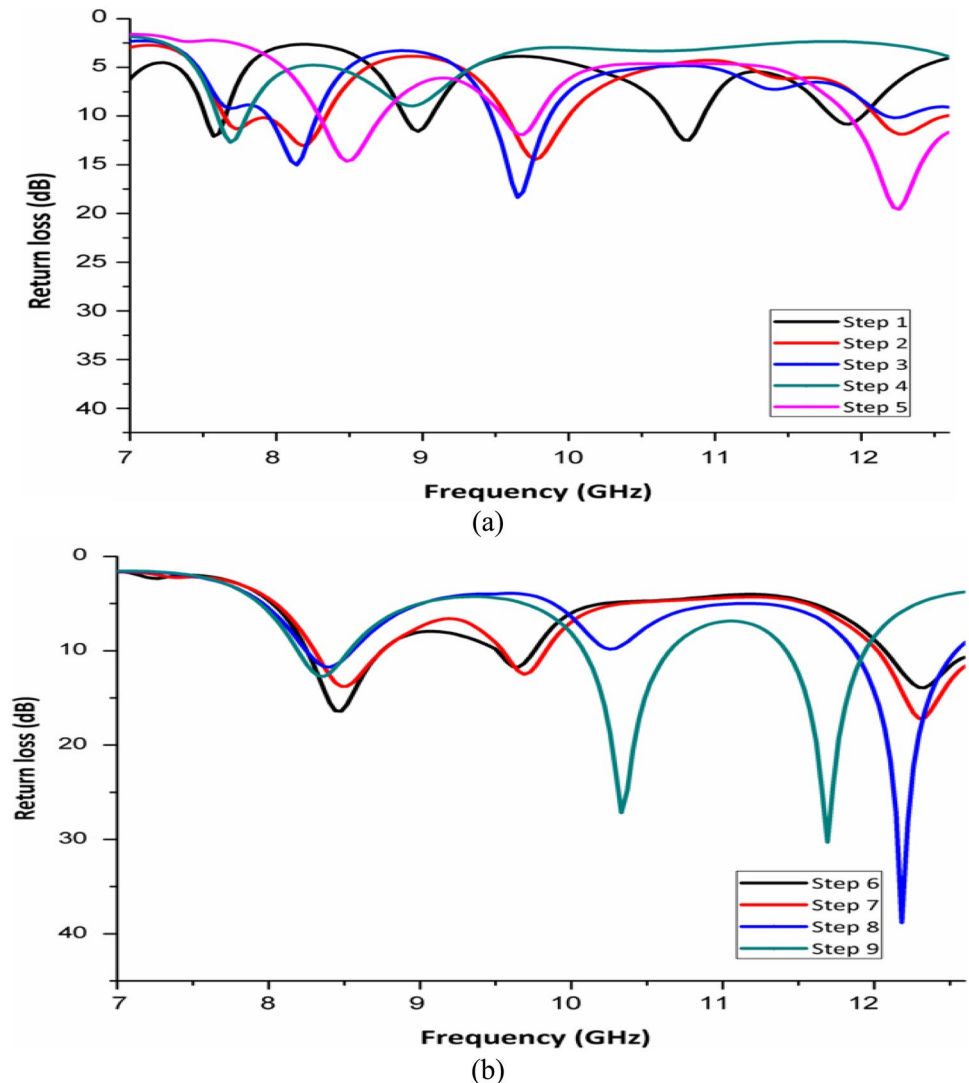 0
5
10
15
20
25
30
35
40
Return loss (dB)
Step 1
Step 2
Step 3
Step 4
Step 5
7 8 9 10 11 12
Frequency (GHz)
(a)
0
10
20
30
40
Return loss (dB)
Step 6
Step 7
Step 8
Step 9
7 8 9 10 11 12
Frequency (GHz)
(b)